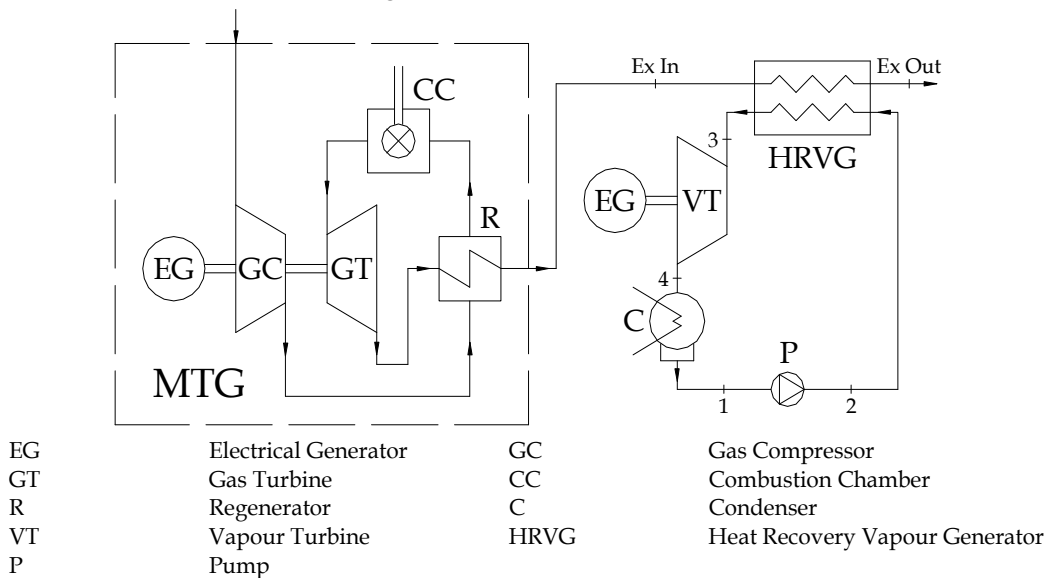 Ex In
Ex Out
CC
3
HRVG
EG
VT
R
EG
GC
GT
4
C
P
MTG
1
2
EG Electrical Generator GC Gas Compressor
GT Gas Turbine CC Combustion Chamber
R Regenerator C Condenser
VT Vapour Turbine HRVG Heat Recovery Vapour Generator
P Pump